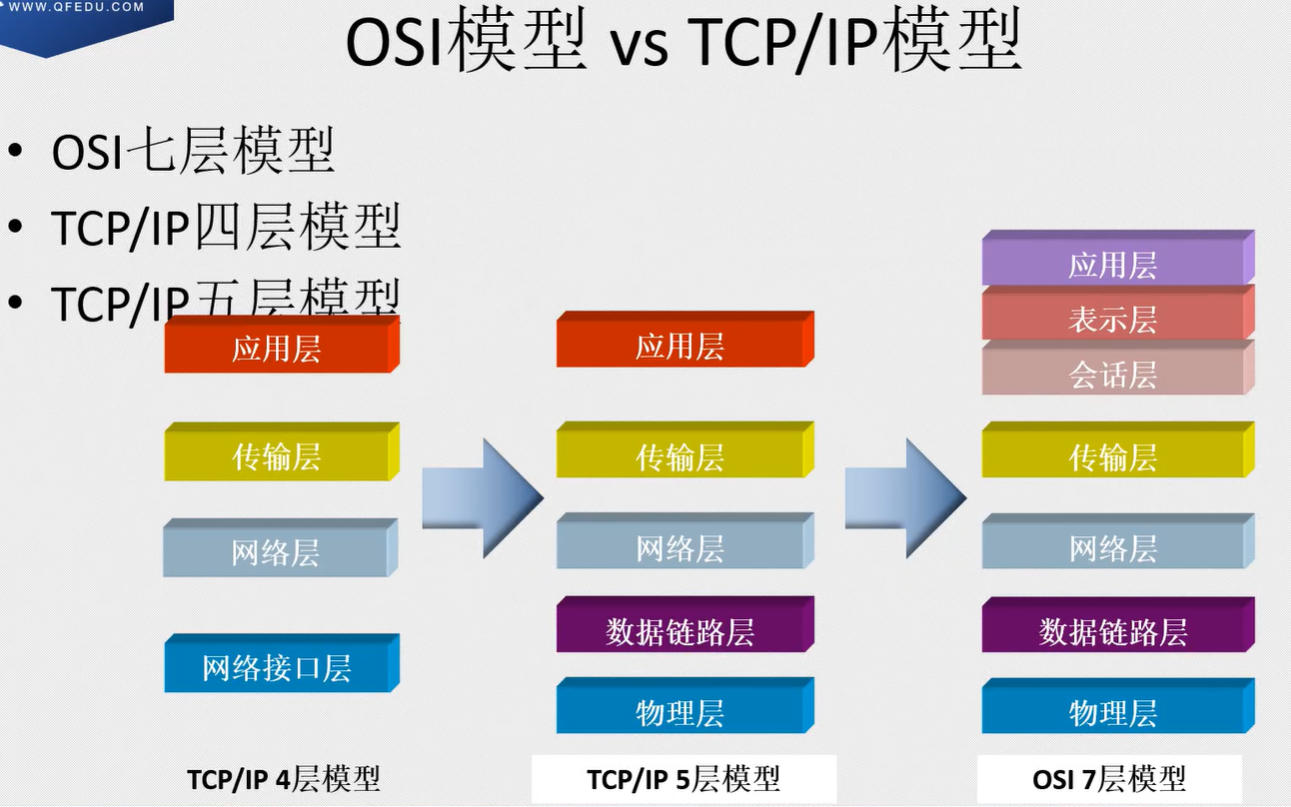 WWW.QFEDU.COM
OSI模型 vs TCP/IP模型
• OSI七层模型
• TCP/IP四层模型
• TCP/IP五层模型
应用层
传输层
网络层
网络接口层
TCP/IP 4层模型
应用层
传输层
网络层
数据链路层
物理层
TCP/IP 5层模型
应用层
表示层
会话层
传输层
网络层
数据链路层
物理层
OSI 7层模型